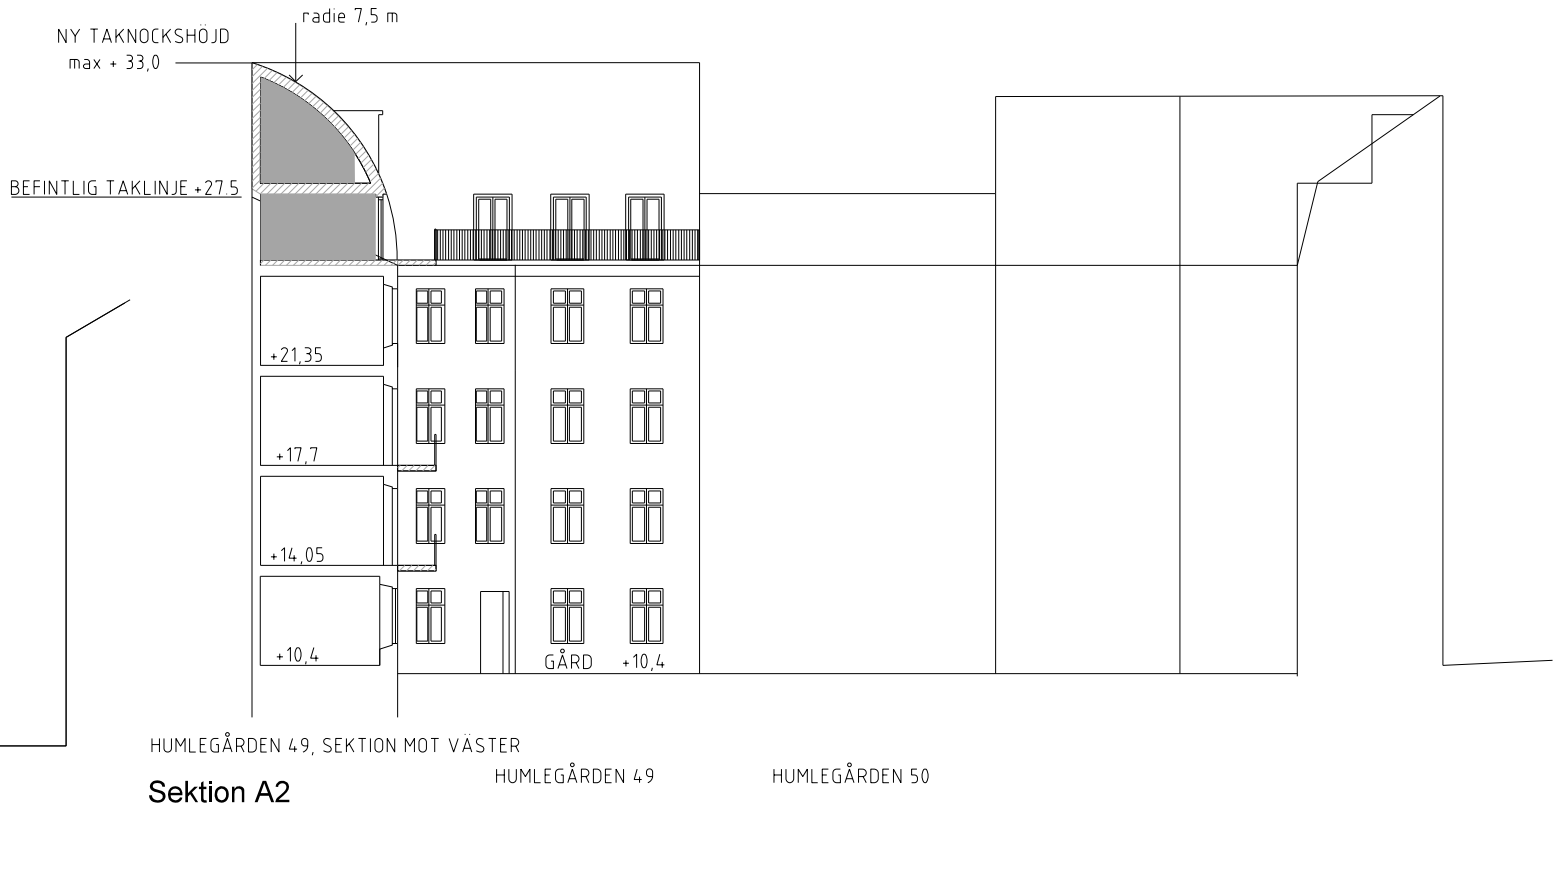 radie 7,5 m
NY TAKNOCKSHÖJD
max + 33,0
BEFINTLIG TAKLINJE +27.5
+21,35
+17,7
+14,05
+10,4
GÅRD +10,4
HUMLEGÅRDEN 49, SEKTION MOT VÄSTER
HUMLEGÅRDEN 49 HUMLEGÅRDEN 50
Sektion A2